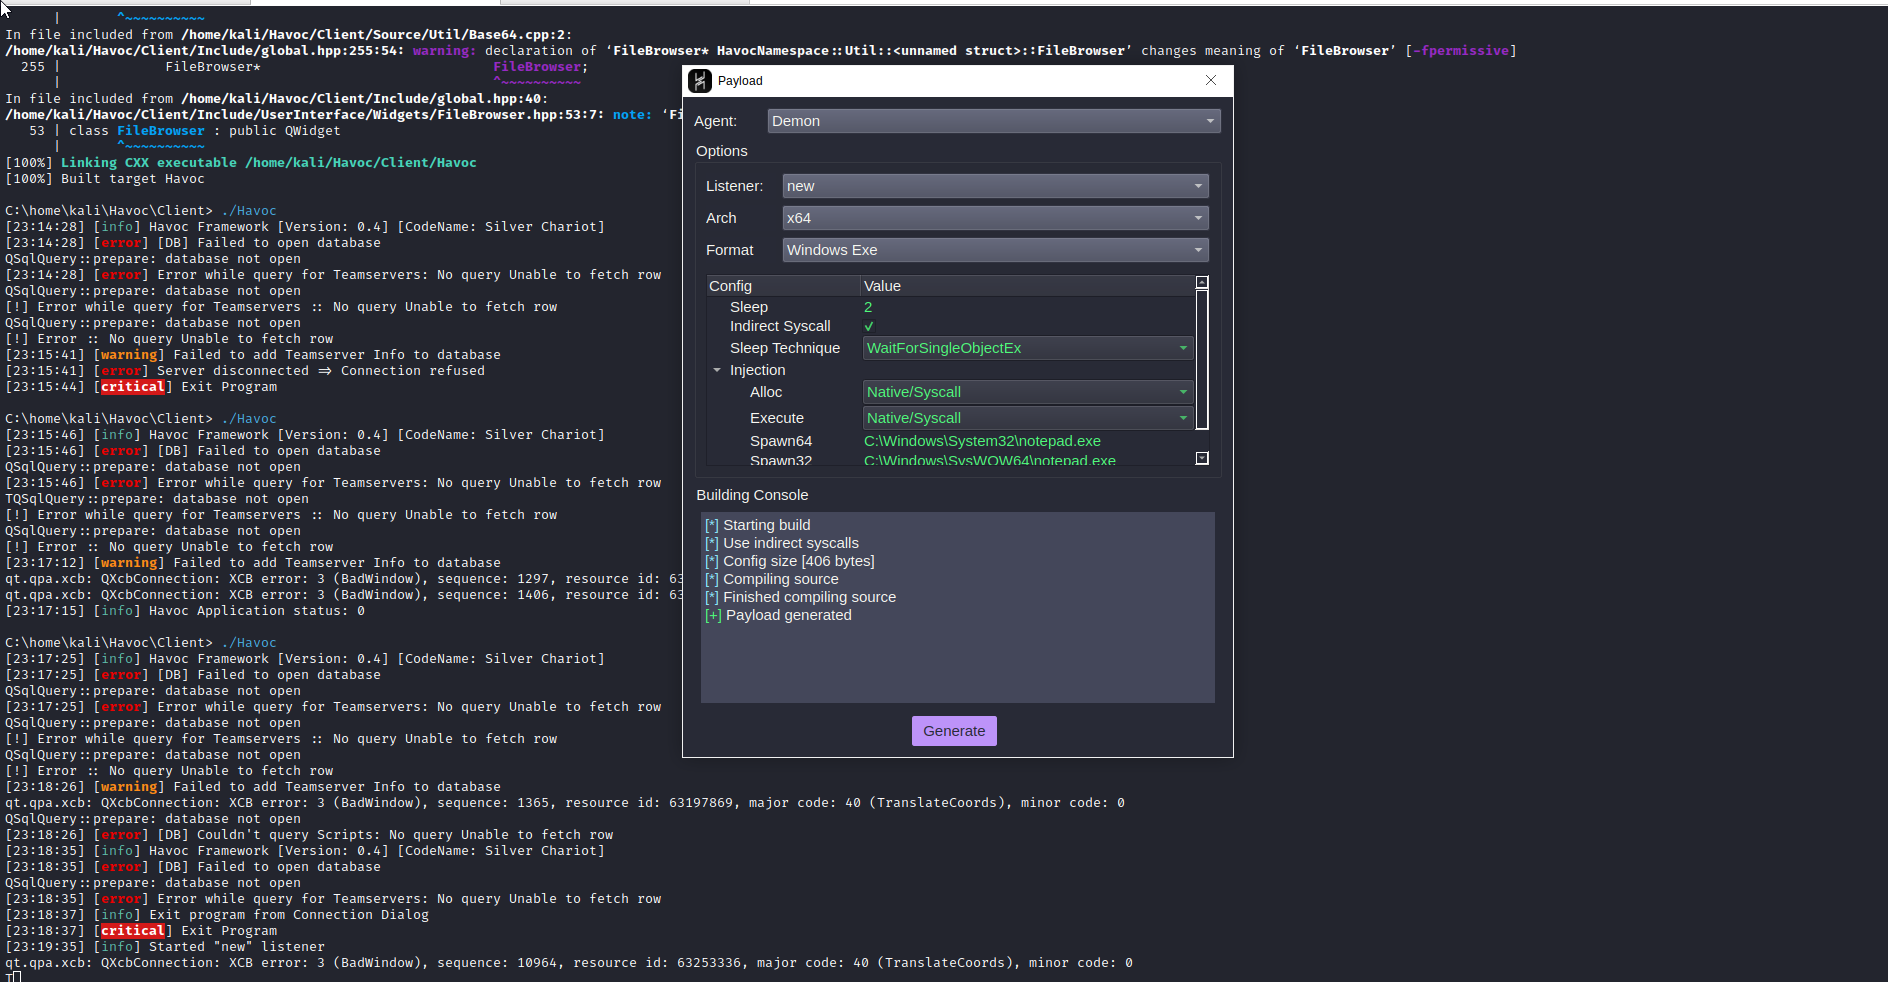 |       ^~~~~~~~~~~
In file included from /home/kali/Havoc/Client/Source/Util/Base64.cpp:2:
/home/kali/Havoc/Client/Include/global.hpp:255:54: warning: declaration of ‘FileBrowser* HavocNamespace::Util::<unnamed struct>::FileBrowser’ changes meaning of ‘FileBrowser’ [-fpermissive]
255 |             FileBrowser*                             FileBrowser;
|                                                      ^~~~~~~~~~~
In file included from /home/kali/Havoc/Client/Include/global.hpp:40:
/home/kali/Havoc/Client/Include/UserInterface/Widgets/FileBrowser.hpp:53:7: note: ‘Fi
53 | class FileBrowser : public QWidget
|       ^~~~~~~~~~~
[100%] Linking CXX executable /home/kali/Havoc/Client/Havoc
[100%] Built target Havoc
C:\home\kali\Havoc\Client> ./Havoc
[23:14:28] [info] Havoc Framework [Version: 0.4] [CodeName: Silver Chariot]
[23:14:28] [error] [DB] Failed to open database
QSqlQuery::prepare: database not open
[23:14:28] [error] Error while query for Teamservers: No query Unable to fetch row
QSqlQuery::prepare: database not open
[!] Error while query for Teamservers :: No query Unable to fetch row
QSqlQuery::prepare: database not open
[!] Error :: No query Unable to fetch row
[23:15:41] [warning] Failed to add Teamserver Info to database
[23:15:41] [error] Server disconnected => Connection refused
[23:15:44] [critical] Exit Program
C:\home\kali\Havoc\Client> ./Havoc
[23:15:46] [info] Havoc Framework [Version: 0.4] [CodeName: Silver Chariot]
[23:15:46] [error] [DB] Failed to open database
QSqlQuery::prepare: database not open
[23:15:46] [error] Error while query for Teamservers: No query Unable to fetch row
TQSqlQuery::prepare: database not open
[!] Error while query for Teamservers :: No query Unable to fetch row
QSqlQuery::prepare: database not open
[!] Error :: No query Unable to fetch row
[23:17:12] [warning] Failed to add Teamserver Info to database
qt.qpa.xcb: QXcbConnection: XCB error: 3 (BadWindow), sequence: 1297, resource id: 63
qt.qpa.xcb: QXcbConnection: XCB error: 3 (BadWindow), sequence: 1406, resource id: 63
[23:17:15] [info] Havoc Application status: 0
C:\home\kali\Havoc\Client> ./Havoc
[23:17:25] [info] Havoc Framework [Version: 0.4] [CodeName: Silver Chariot]
[23:17:25] [error] [DB] Failed to open database
QSqlQuery::prepare: database not open
[23:17:25] [error] Error while query for Teamservers: No query Unable to fetch row
QSqlQuery::prepare: database not open
[!] Error while query for Teamservers :: No query Unable to fetch row
QSqlQuery::prepare: database not open
[!] Error :: No query Unable to fetch row
[23:18:26] [warning] Failed to add Teamserver Info to database
qt.qpa.xcb: QXcbConnection: XCB error: 3 (BadWindow), sequence: 1365, resource id: 63197869, major code: 40 (TranslateCoords), minor code: 0
QSqlQuery::prepare: database not open
[23:18:26] [error] [DB] Couldn't query Scripts: No query Unable to fetch row
[23:18:35] [info] Havoc Framework [Version: 0.4] [CodeName: Silver Chariot]
[23:18:35] [error] [DB] Failed to open database
QSqlQuery::prepare: database not open
[23:18:35] [error] Error while query for Teamservers: No query Unable to fetch row
[23:18:37] [info] Exit program from Connection Dialog
[23:18:37] [critical] Exit Program
[23:19:35] [info] Started "new" listener
qt.qpa.xcb: QXcbConnection: XCB error: 3 (BadWindow), sequence: 10964, resource id: 63253336, major code: 40 (TranslateCoords), minor code: 0
T
Payload
Agent: Demon
Options
Listener: new
Arch x64
Format Windows Exe
Config Value
Sleep 2
Indirect Syscall ✓
Sleep Technique WaitForSingleObjectEx
Injection
Alloc Native/Syscall
Execute Native/Syscall
Spawn64 C:\Windows\System32\notepad.exe
Spawn32 C:\Windows\SysWOW64\notepad.exe
Building Console
[*] Starting build
[*] Use indirect syscalls
[*] Config size [406 bytes]
[*] Compiling source
[*] Finished compiling source
[+] Payload generated
Generate